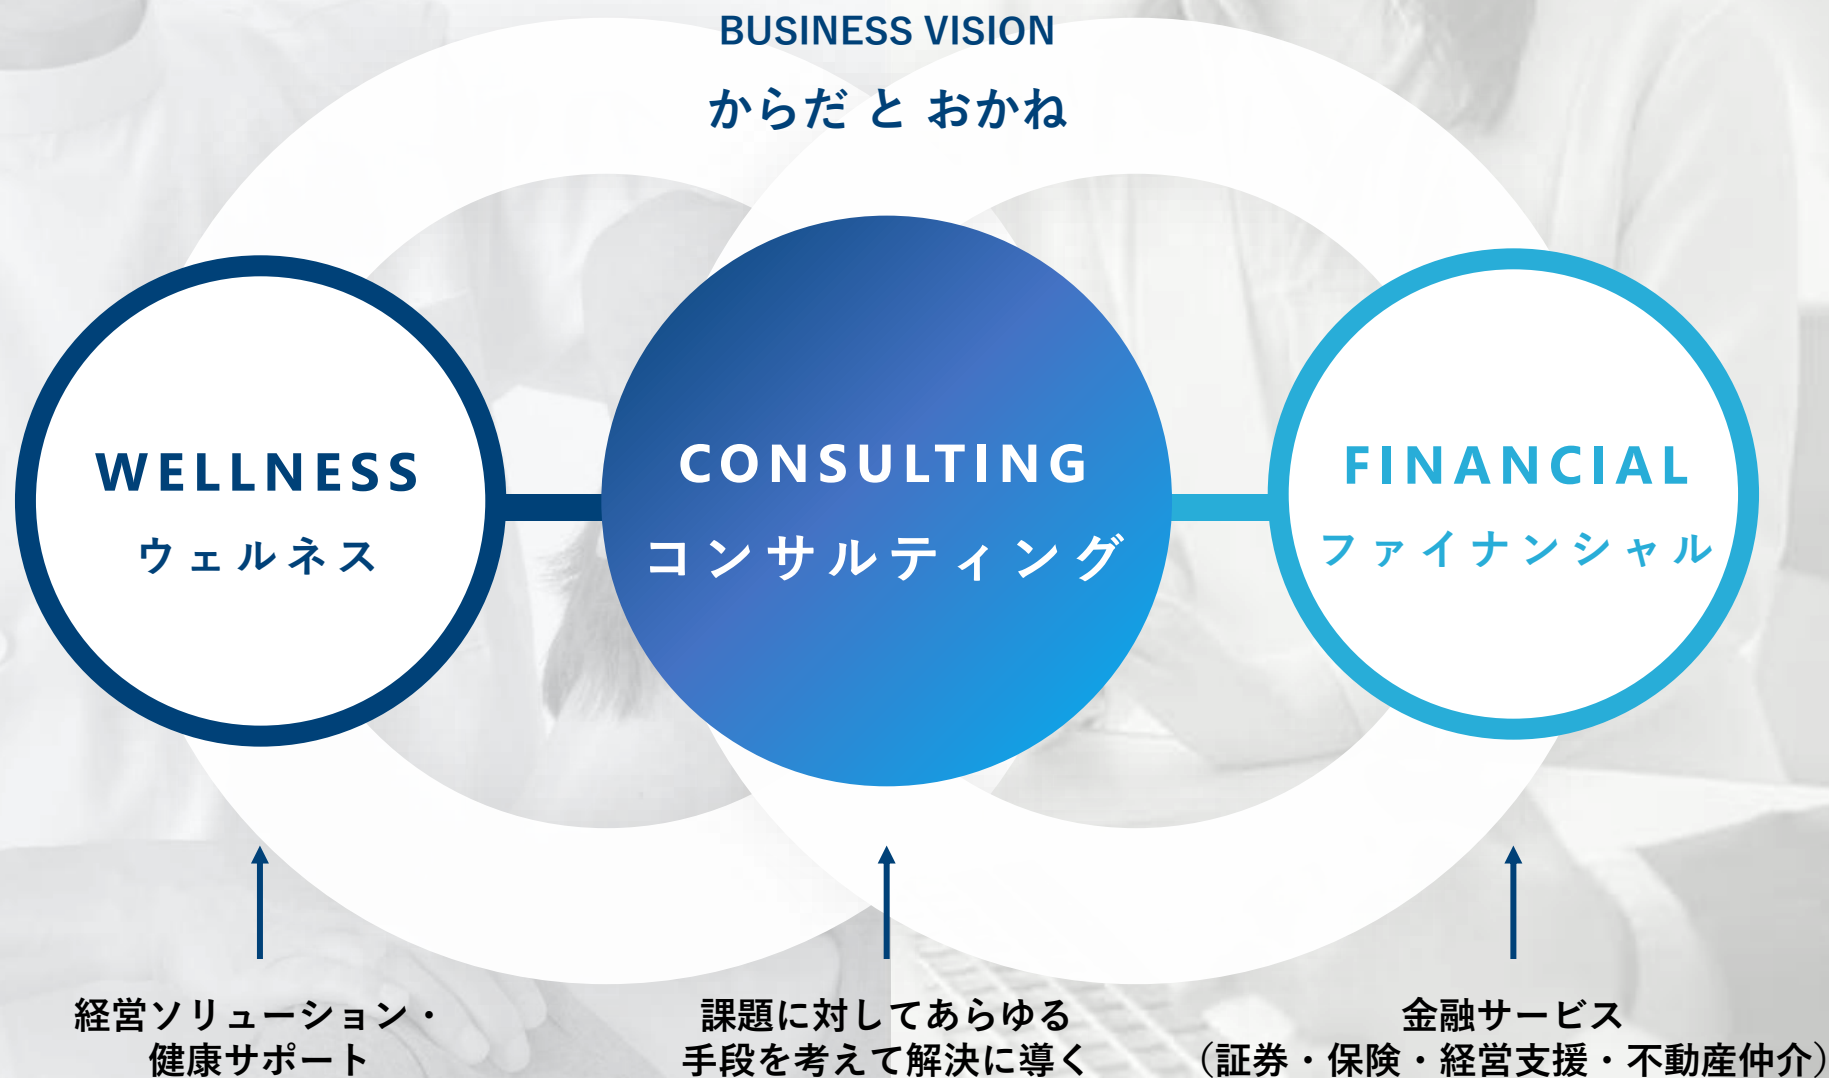 BUSINESS VISION
からだ と おかね
WELLNESS
ウェルネス
CONSULTING
コンサルティング
FINANCIAL
ファイナンシャル
経営ソリューション・
健康サポート
課題に対してあらゆる
手段を考えて解決に導く
金融サービス
（証券・保険・経営支援・不動産仲介）